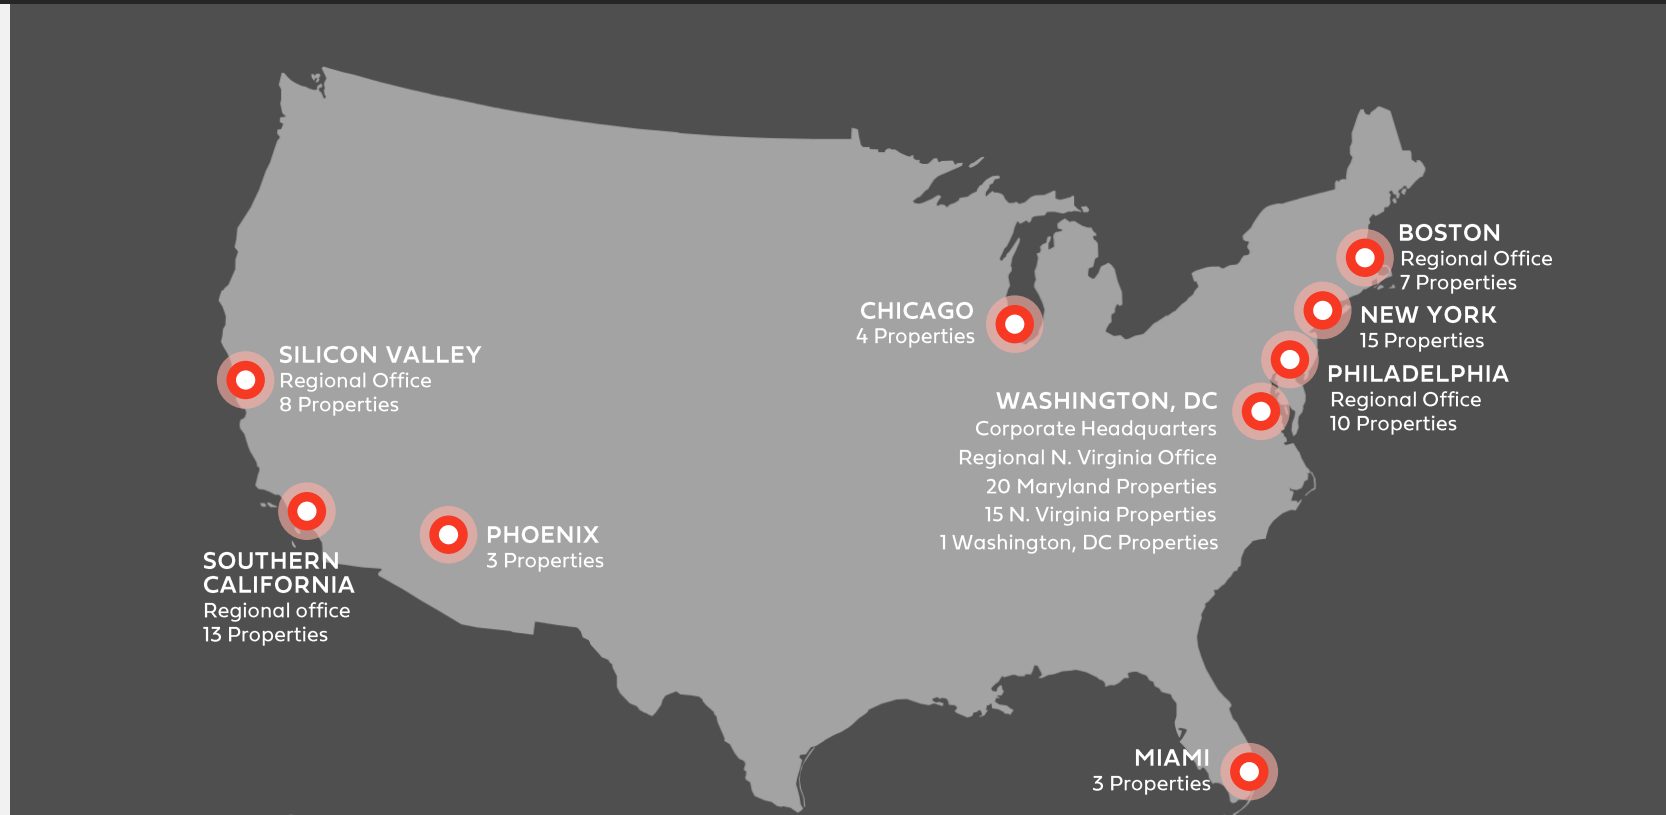 BOSTON
Regional Office
7 Properties
CHICAGO
4 Properties
NEW YORK
15 Properties
SILICON VALLEY
Regional Office
8 Properties
PHILADELPHIA
Regional Office
10 Properties
WASHINGTON, DC
Corporate Headquarters
Regional N. Virginia Office
20 Maryland Properties
15 N. Virginia Properties
1 Washington, DC Properties
PHOENIX
3 Properties
SOUTHERN
CALIFORNIA
Regional office
13 Properties
MIAMI
3 Properties